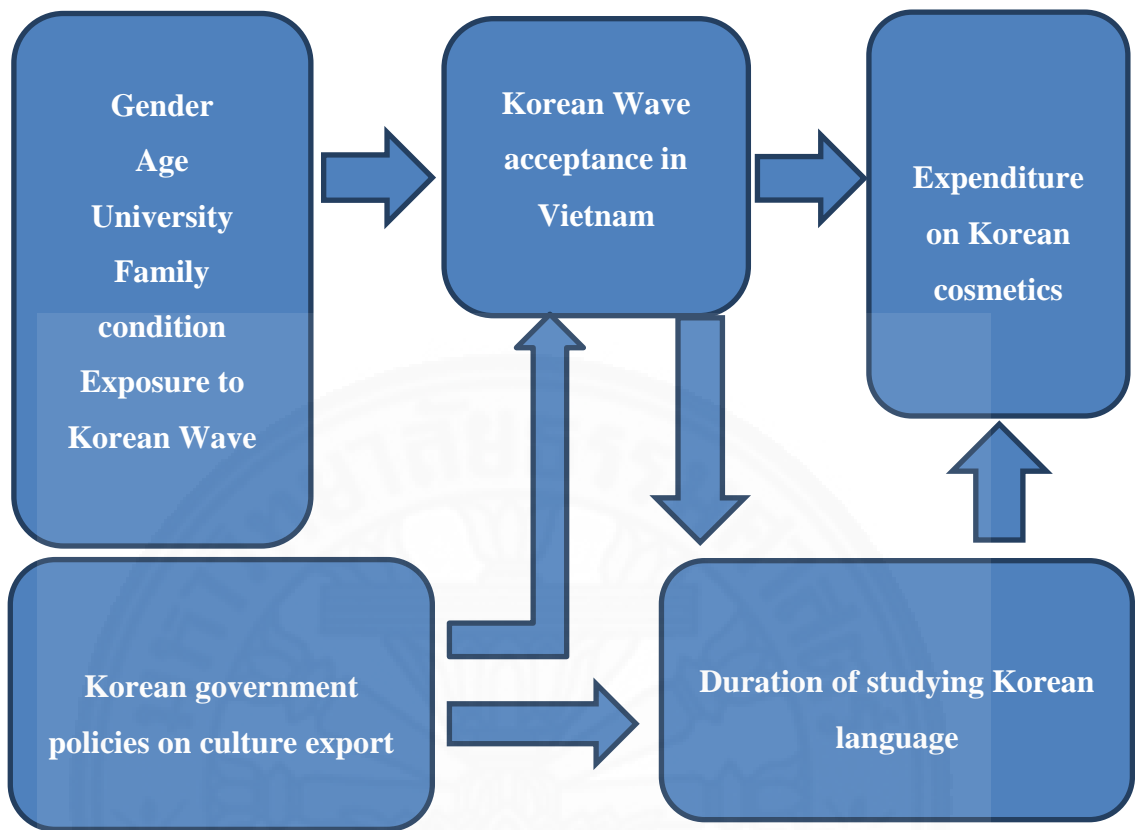 Gender
Age
University
Family
condition
Exposure to
Korean Wave
Korean Wave
acceptance in
Vietnam
Expenditure
on Korean
cosmetics
Korean government
policies on culture export
Duration of studying Korean
language